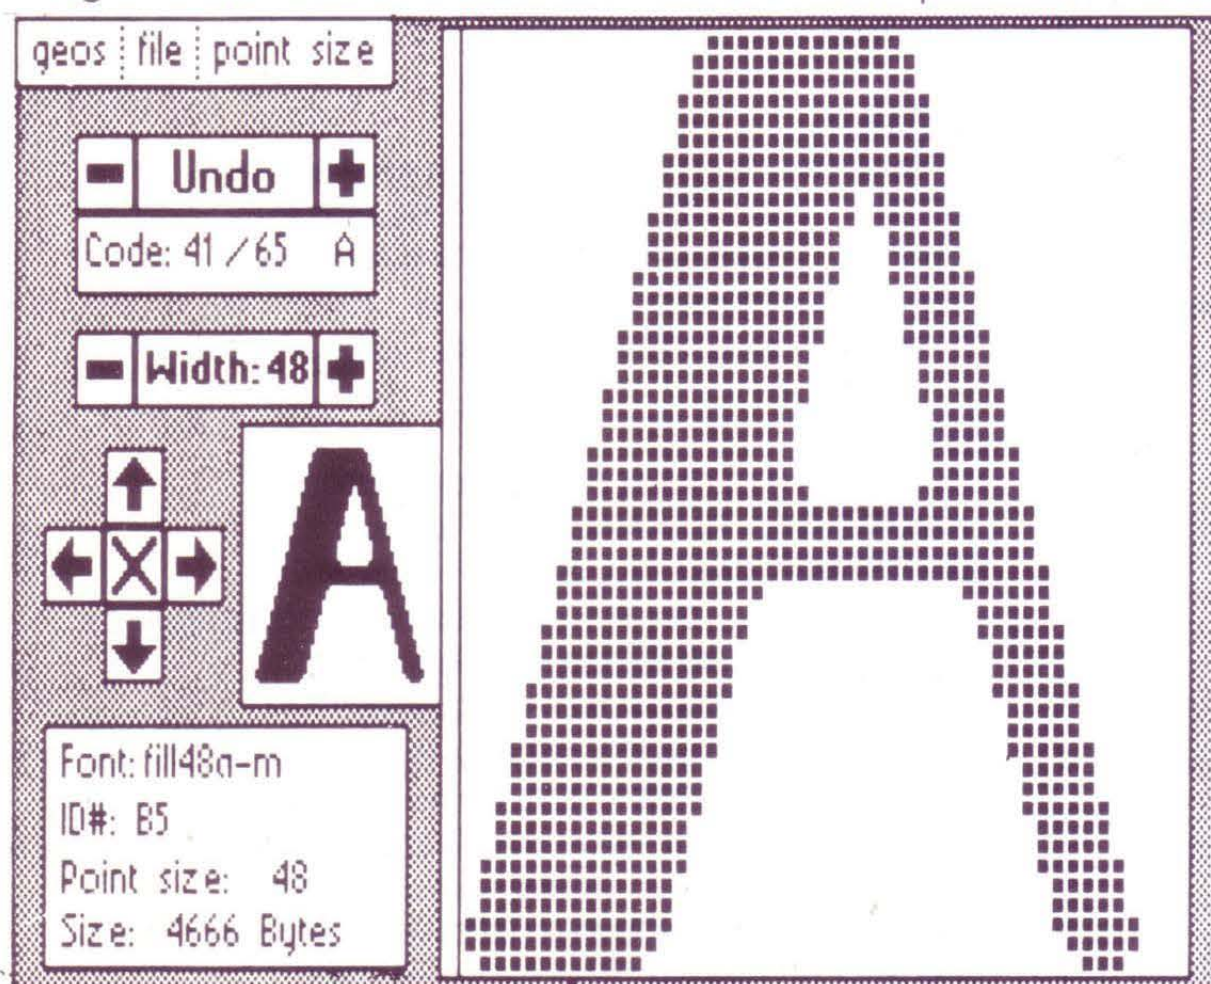 geos file point size
− Undo +
Code: 41 / 65 A
− Width: 48 +
Font: fill48a-m
ID#: B5
Point size: 48
Size: 4666 Bytes
A